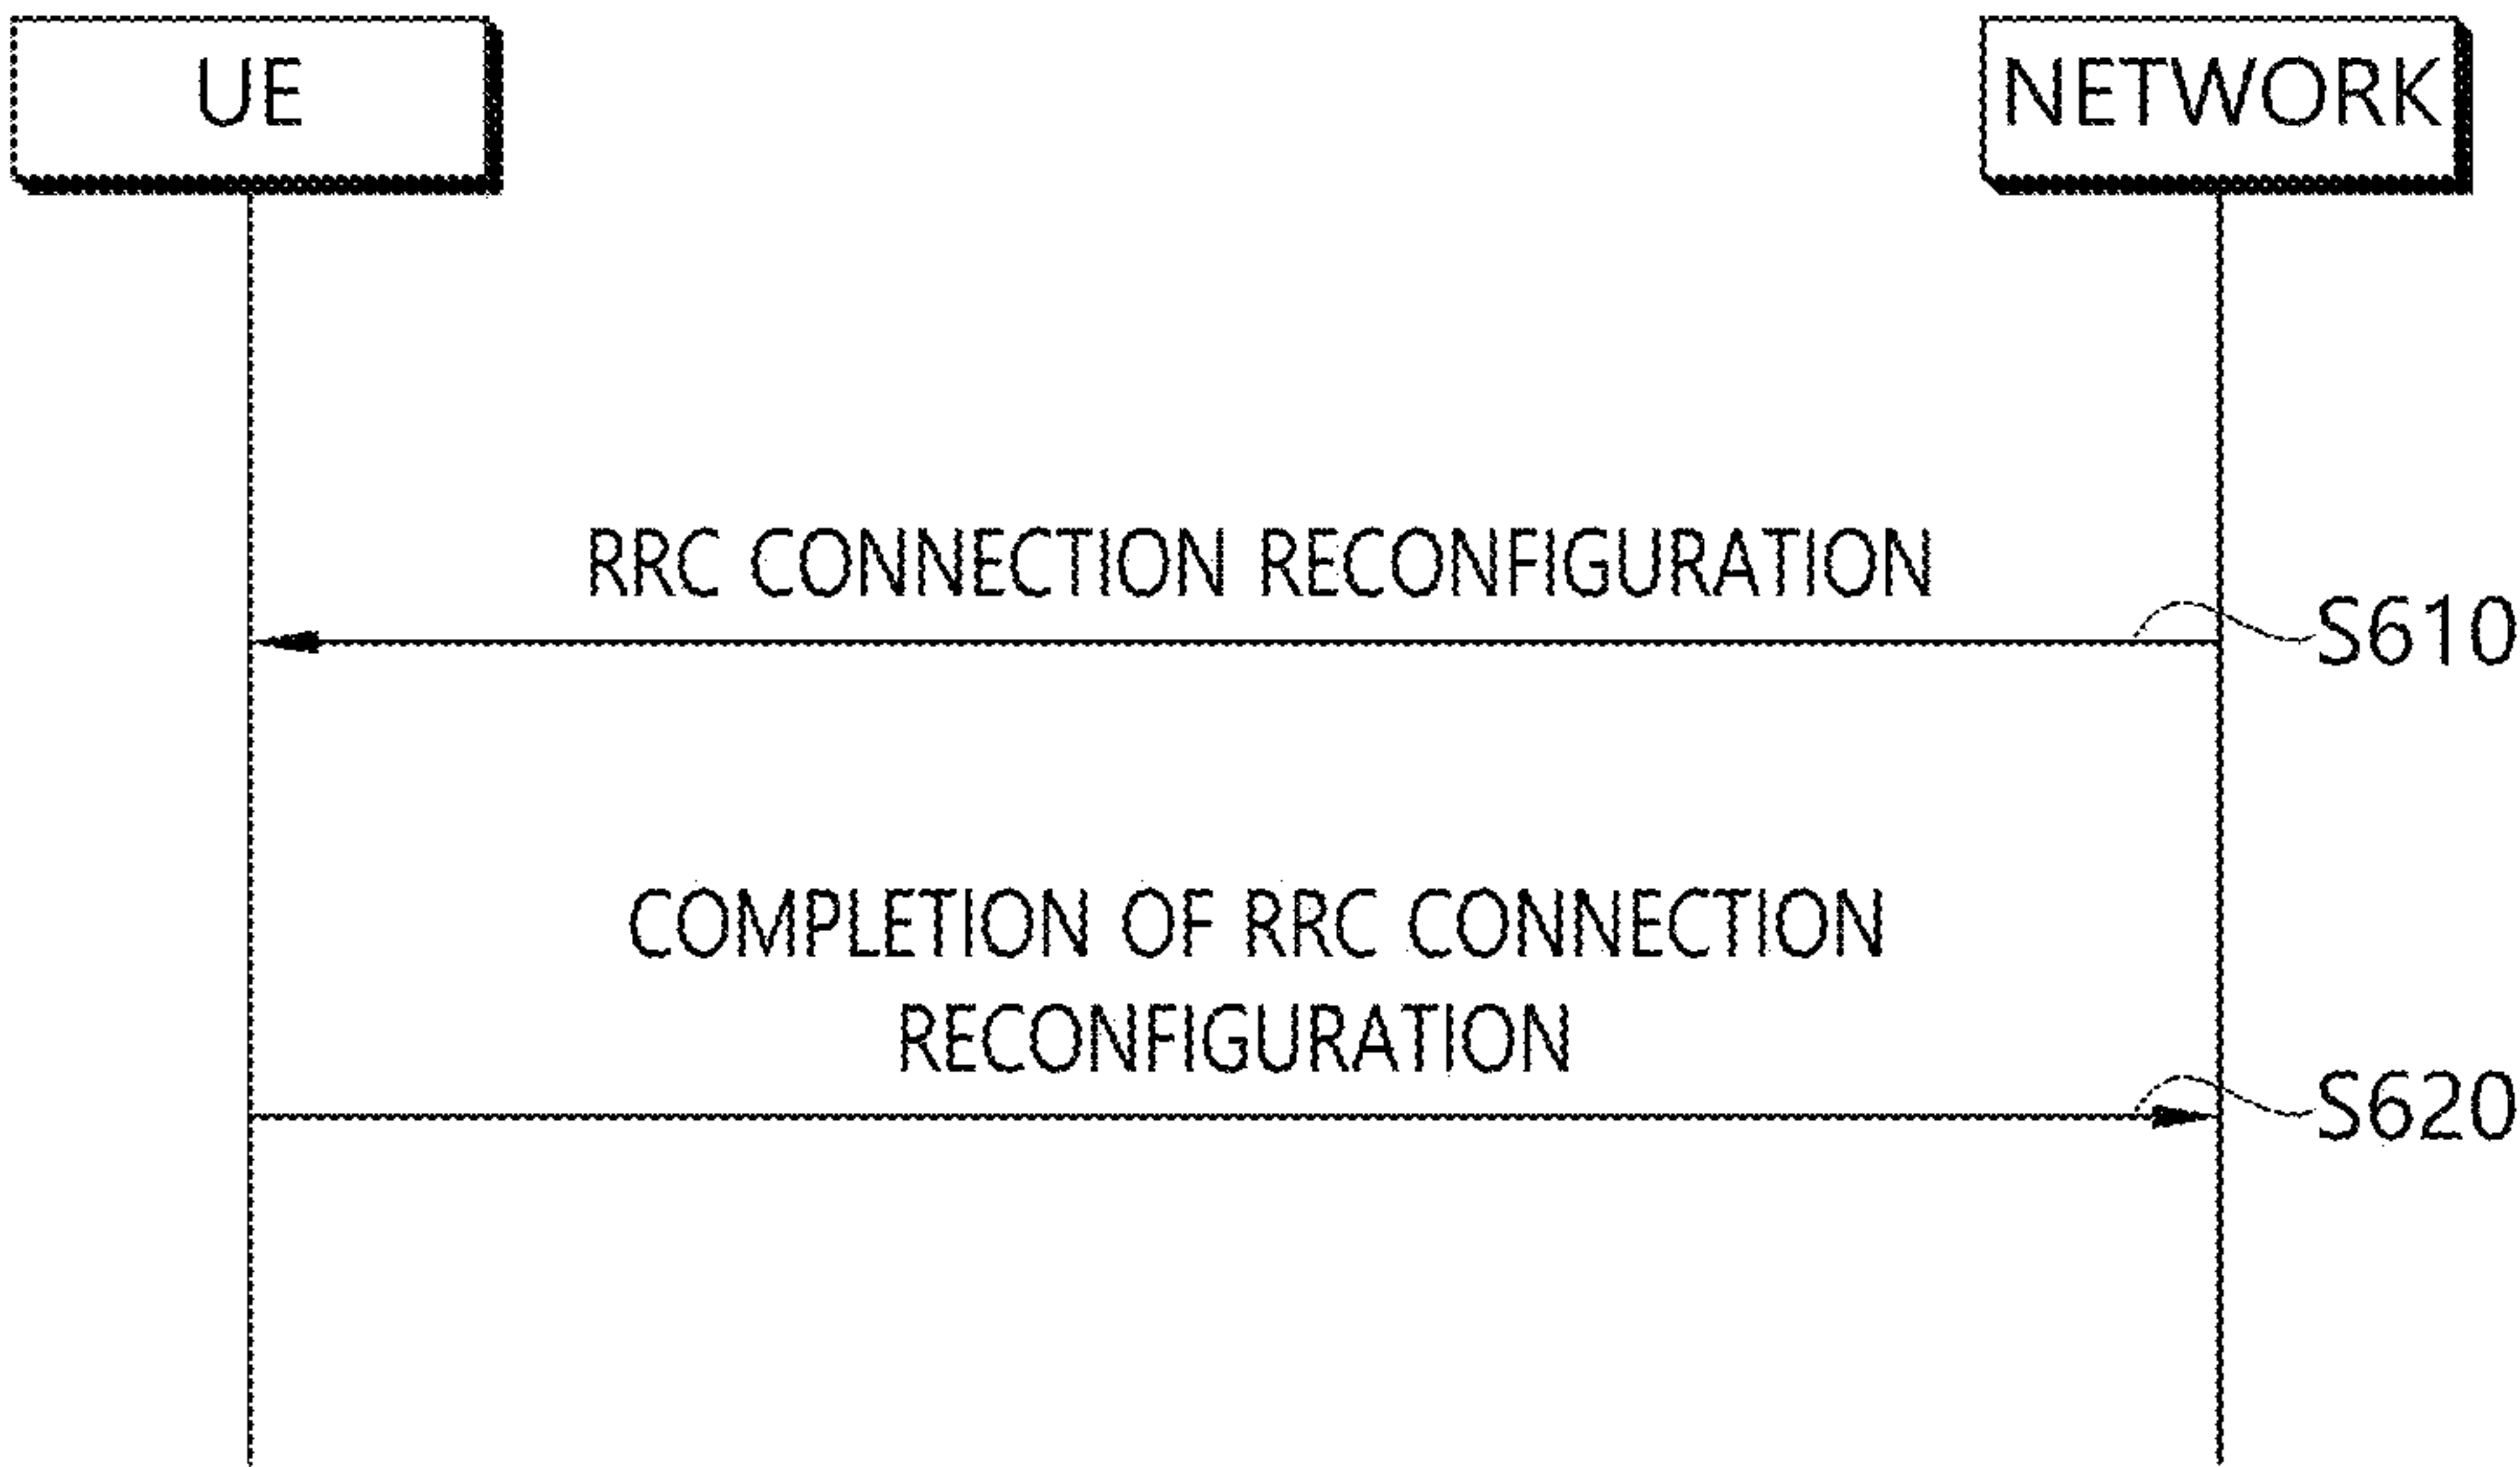 UE
NETWORK
RRC CONNECTION RECONFIGURATION
S610
COMPLETION OF RRC CONNECTION
RECONFIGURATION
S620